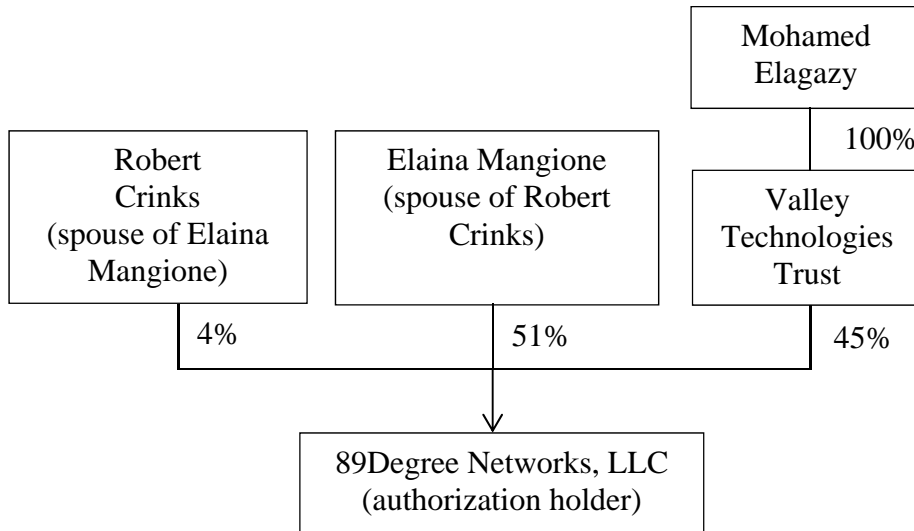 Mohamed
Elagazy
100%
Robert
Crinks
(spouse of Elaina
Mangione)
Elaina Mangione
(spouse of Robert
Crinks)
Valley
Technologies
Trust
4%
51%
45%
89Degree Networks, LLC
(authorization holder)